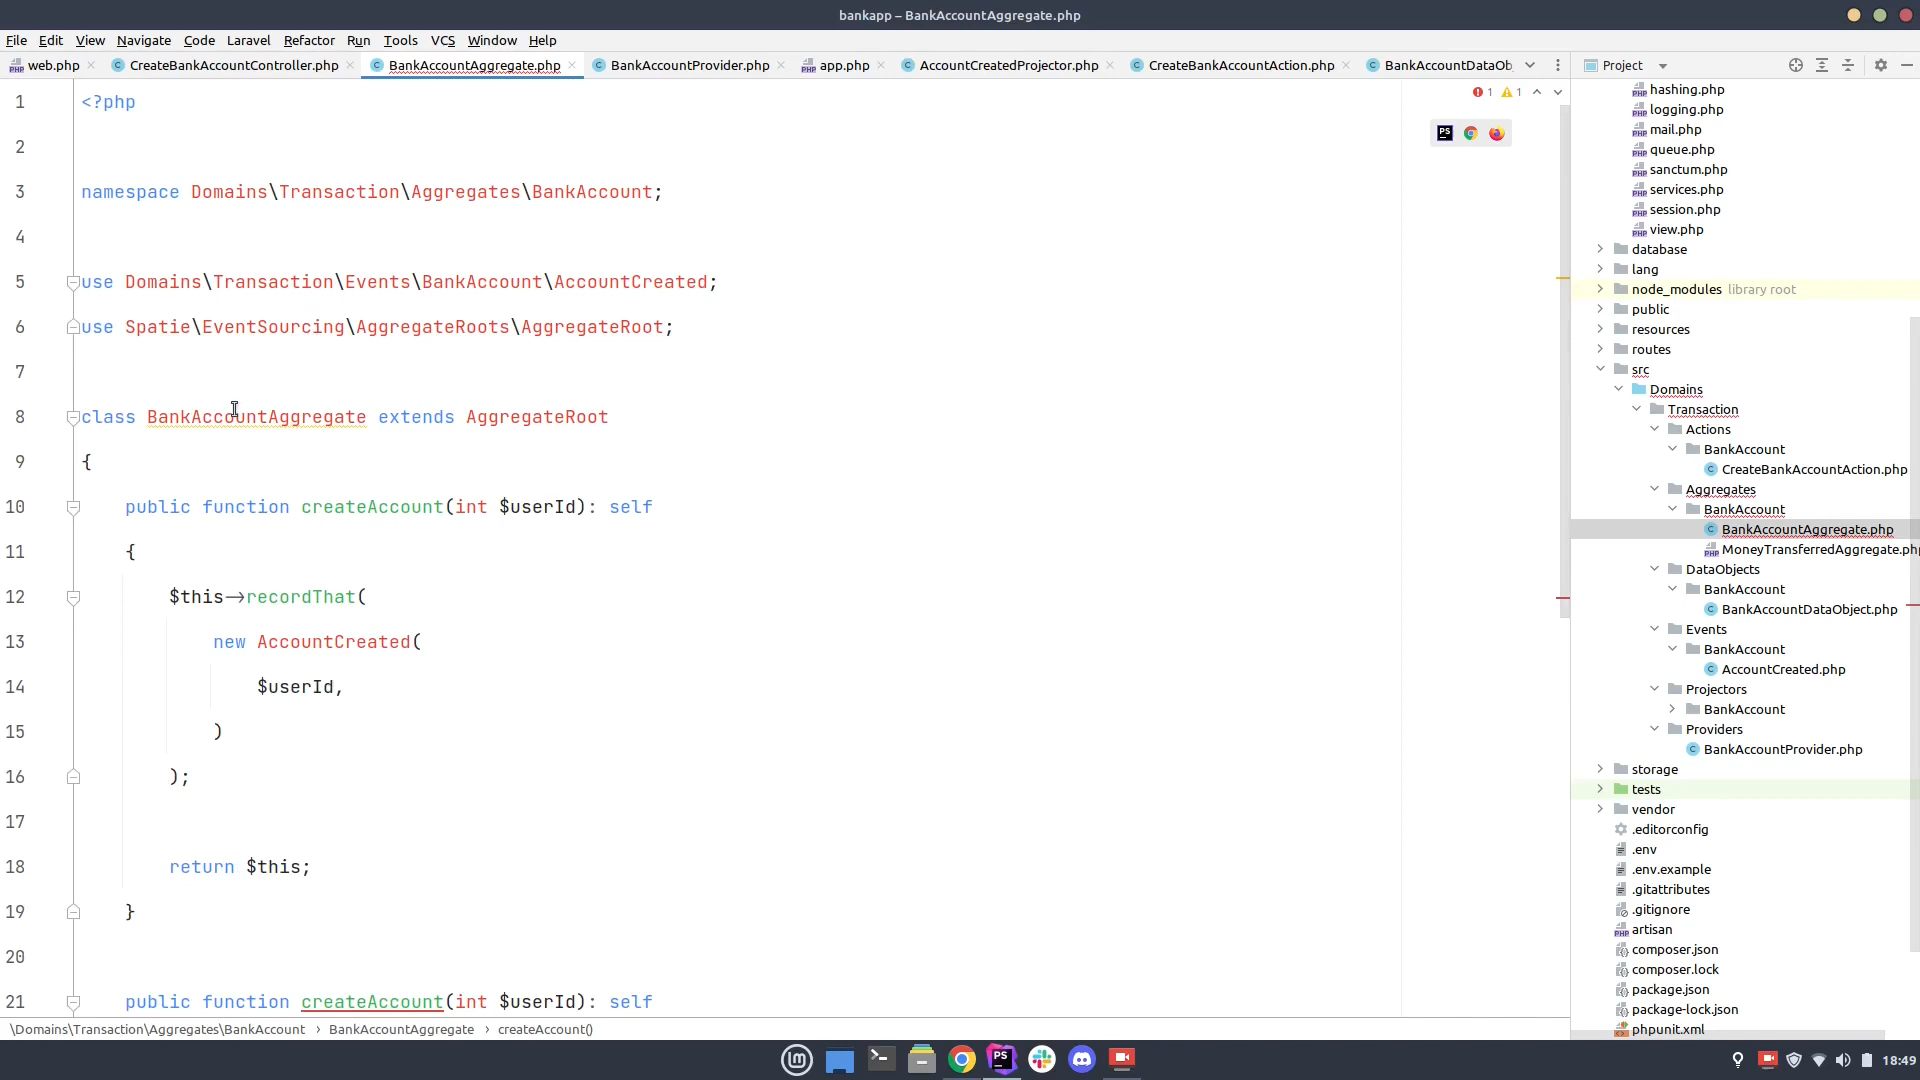 bankapp – BankAccountAggregate.php
File Edit View Navigate Code Laravel Refactor Run Tools VCS Window Help
web.php CreateBankAccountController.php BankAccountAggregate.php BankAccountProvider.php app.php AccountCreatedProjector.php CreateBankAccountAction.php BankAccountDataOb
Project
1 1
1 <?php
2
3 namespace Domains\Transaction\Aggregates\BankAccount;
4
5 use Domains\Transaction\Events\BankAccount\AccountCreated;
6 use Spatie\EventSourcing\AggregateRoots\AggregateRoot;
7
8 class BankAccountAggregate extends AggregateRoot
9 {
10 public function createAccount(int $userId): self
11 {
12 $this->recordThat(
13 new AccountCreated(
14 $userId,
15 )
16 );
17
18 return $this;
19 }
20
21 public function createAccount(int $userId): self
\Domains\Transaction\Aggregates\BankAccount › BankAccountAggregate › createAccount()
hashing.php
logging.php
mail.php
queue.php
sanctum.php
services.php
session.php
view.php
database
lang
node_modules library root
public
resources
routes
src
Domains
Transaction
Actions
BankAccount
CreateBankAccountAction.php
Aggregates
BankAccount
BankAccountAggregate.php
MoneyTransferredAggregate.ph
DataObjects
BankAccount
BankAccountDataObject.php
Events
BankAccount
AccountCreated.php
Projectors
BankAccount
Providers
BankAccountProvider.php
storage
tests
vendor
.editorconfig
.env
.env.example
.gitattributes
.gitignore
artisan
composer.json
composer.lock
package.json
package-lock.json
phpunit.xml
18:49